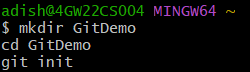 adish@4GW22CS004 MINGW64 ~
$ mkdir GitDemo
cd GitDemo
git init